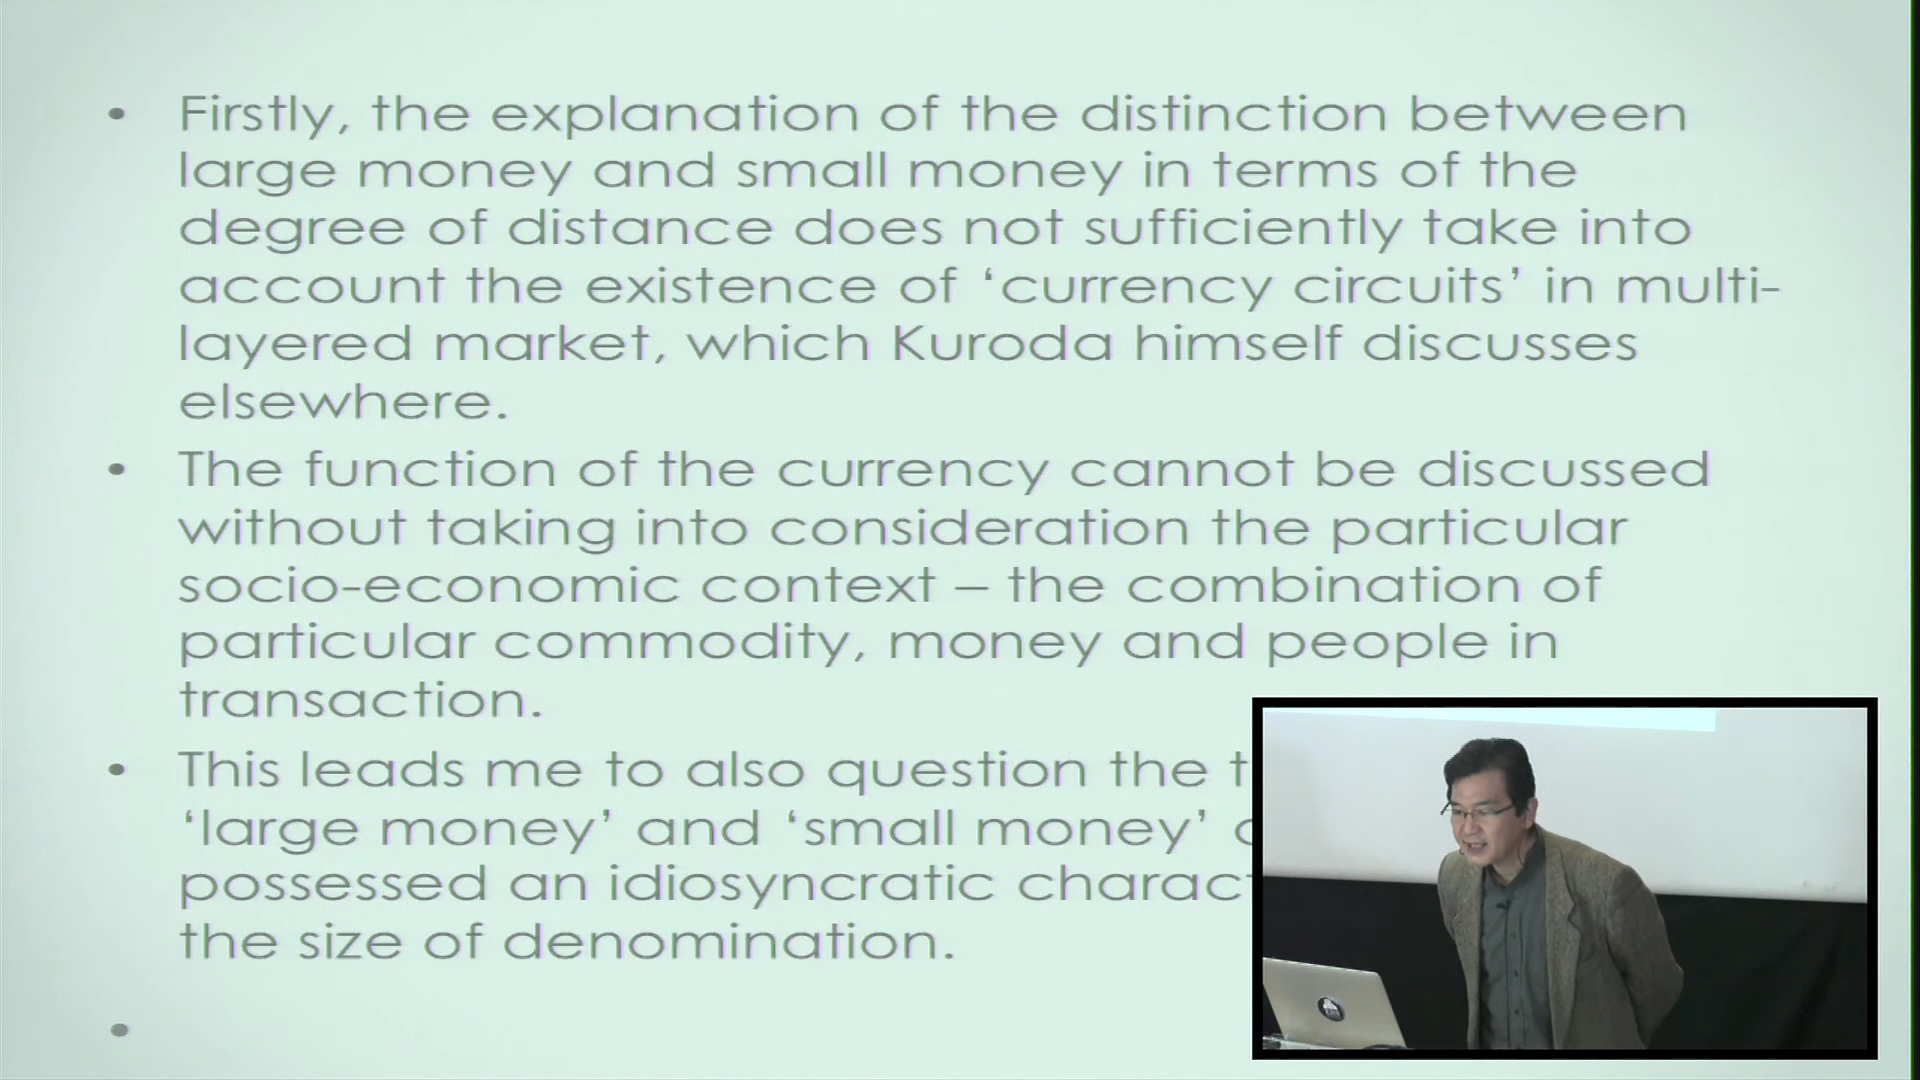 • Firstly, the explanation of the distinction between
large money and small money in terms of the
degree of distance does not sufficiently take into
account the existence of ‘currency circuits’ in multi-
layered market, which Kuroda himself discusses
elsewhere.
• The function of the currency cannot be discussed
without taking into consideration the particular
socio-economic context – the combination of
particular commodity, money and people in
transaction.
• This leads me to also question the
‘large money’ and ‘small money’
possessed an idiosyncratic
the size of denomination.
•